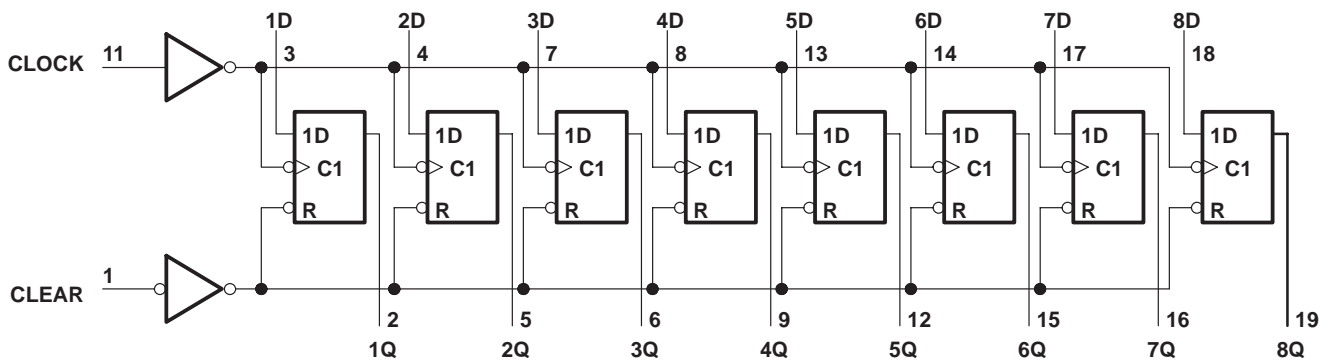 1D 2D 3D 4D 5D 6D 7D 8D
CLOCK 11 3 4 7 8 13 14 17 18
1D 1D 1D 1D 1D 1D 1D 1D
C1 C1 C1 C1 C1 C1 C1 C1
R R R R R R R R
CLEAR 1
2 5 6 9 12 15 16 19
1Q 2Q 3Q 4Q 5Q 6Q 7Q 8Q